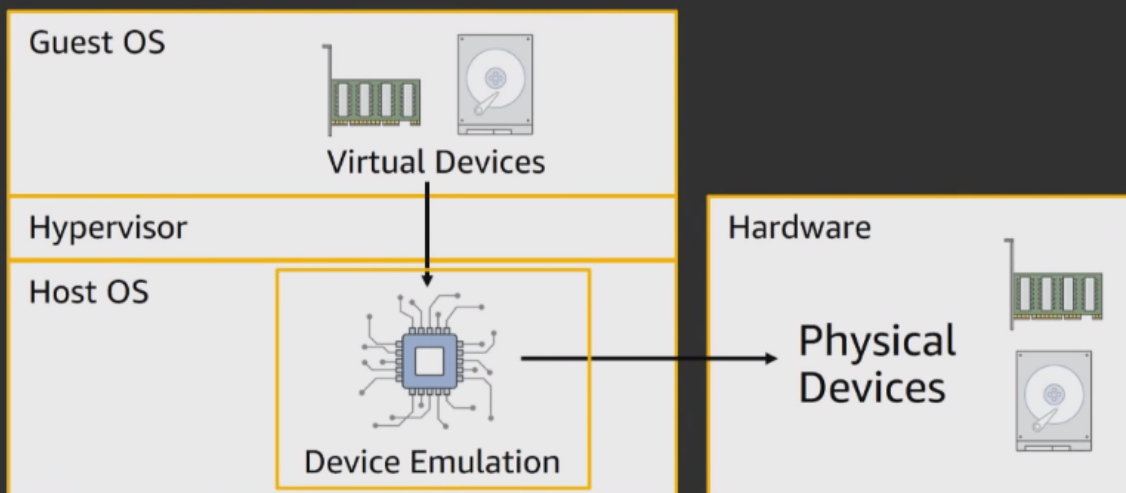 Guest OS
Virtual Devices
Hypervisor
Host OS
Device Emulation
Hardware
Physical
Devices